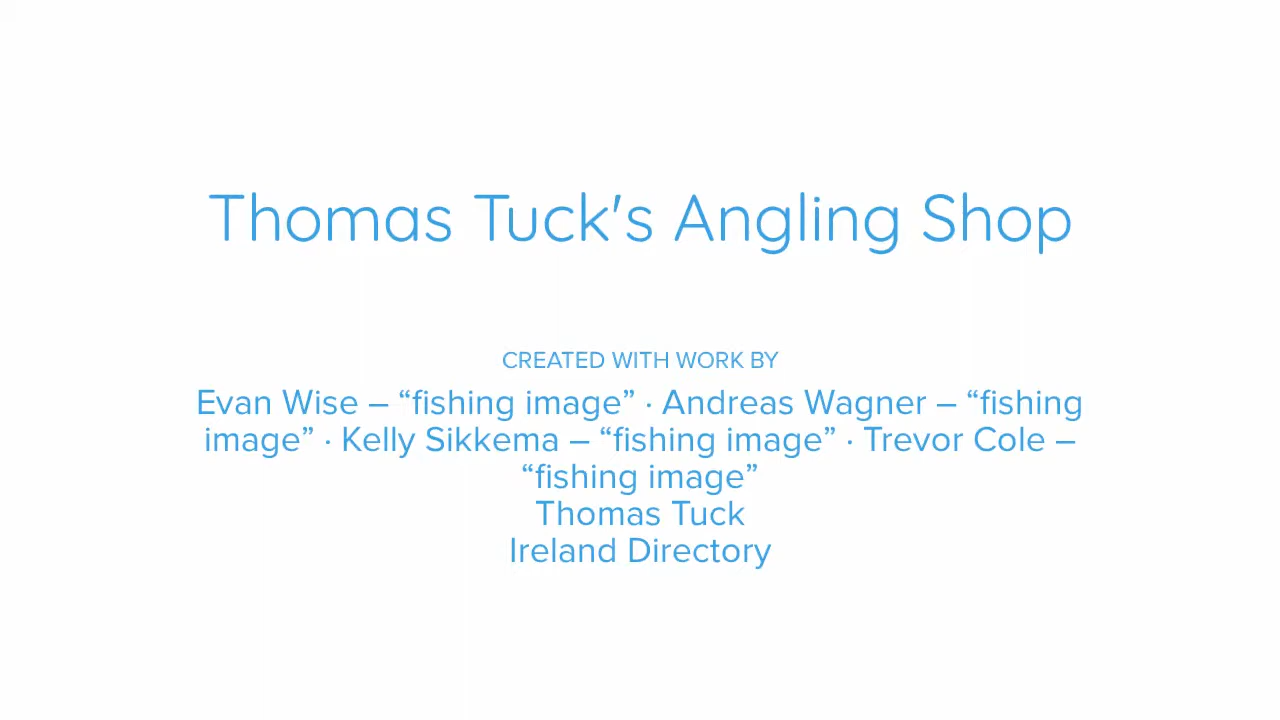 Thomas Tuck's Angling Shop
CREATED WITH WORK BY
Evan Wise – “fishing image” · Andreas Wagner – “fishing
image” · Kelly Sikkema – “fishing image” · Trevor Cole –
“fishing image”
Thomas Tuck
Ireland Directory